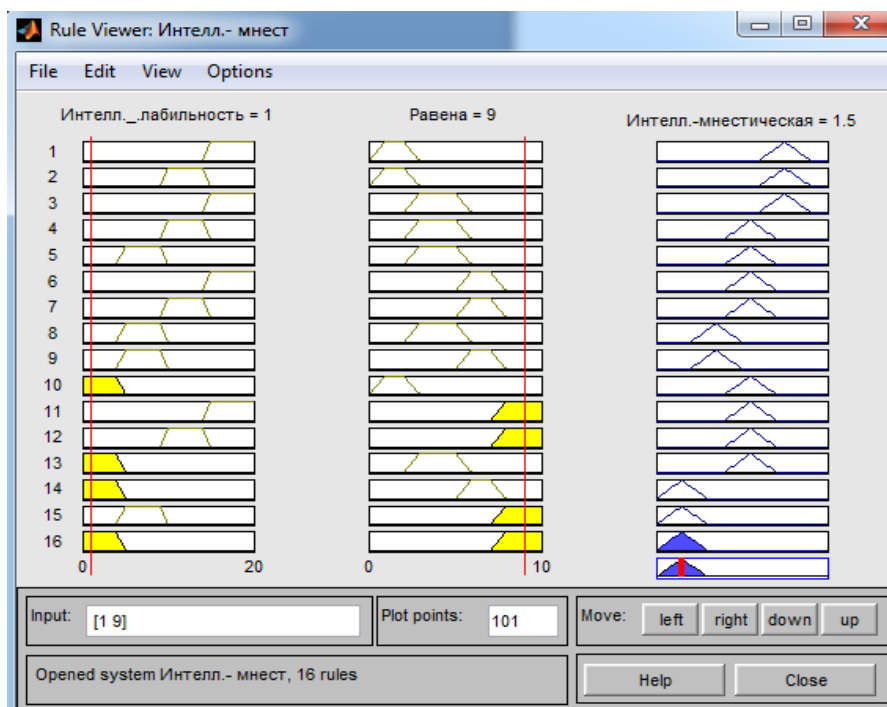 Rule Viewer: Интелл.- мнест
File Edit View Options
Интелл._.лабильность = 1 Равена = 9 Интелл.-мнестическая = 1.5
1
2
3
4
5
6
7
8
9
10
11
12
13
14
15
16
0 20 0 10
Input: [1 9] Plot points: 101 Move: left right down up
Opened system Интелл.- мнест, 16 rules Help Close